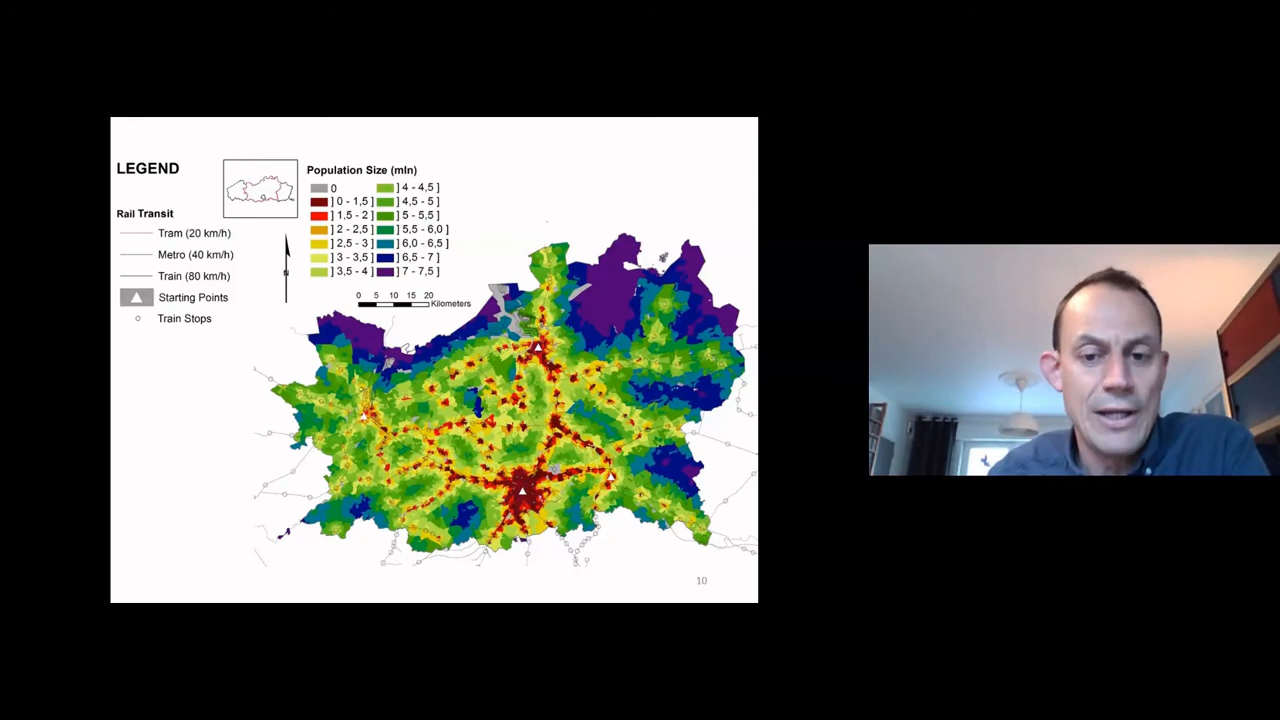 LEGEND
Rail Transit
Tram (20 km/h)
Metro (40 km/h)
Train (80 km/h)
Starting Points
Train Stops
N
Population Size (mln)
0
] 0 - 1,5 ]
] 1,5 - 2 ]
] 2 - 2,5 ]
] 2,5 - 3 ]
] 3 - 3,5 ]
] 3,5 - 4 ]
] 4 - 4,5 ]
] 4,5 - 5 ]
] 5 - 5,5 ]
] 5,5 - 6,0 ]
] 6,0 - 6,5 ]
] 6,5 - 7 ]
] 7 - 7,5 ]
0 5 10 15 20
Kilometers
10